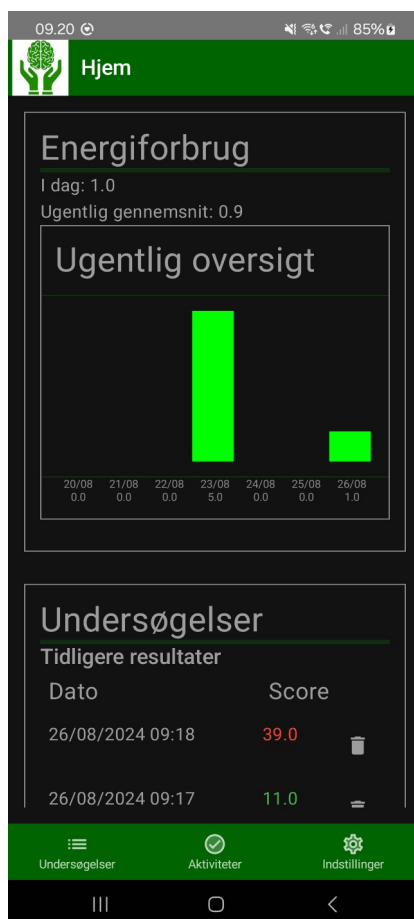 09.20 85%
Hjem
Energiforbrug
I dag: 1.0
Ugentlig gennemsnit: 0.9
Ugentlig oversigt
20/08 21/08 22/08 23/08 24/08 25/08 26/08
0.0 0.0 0.0 5.0 0.0 0.0 1.0
Undersøgelser
Tidligere resultater
Dato Score
26/08/2024 09:18 39.0
26/08/2024 09:17 11.0
Undersøgelser Aktiviteter Indstillinger